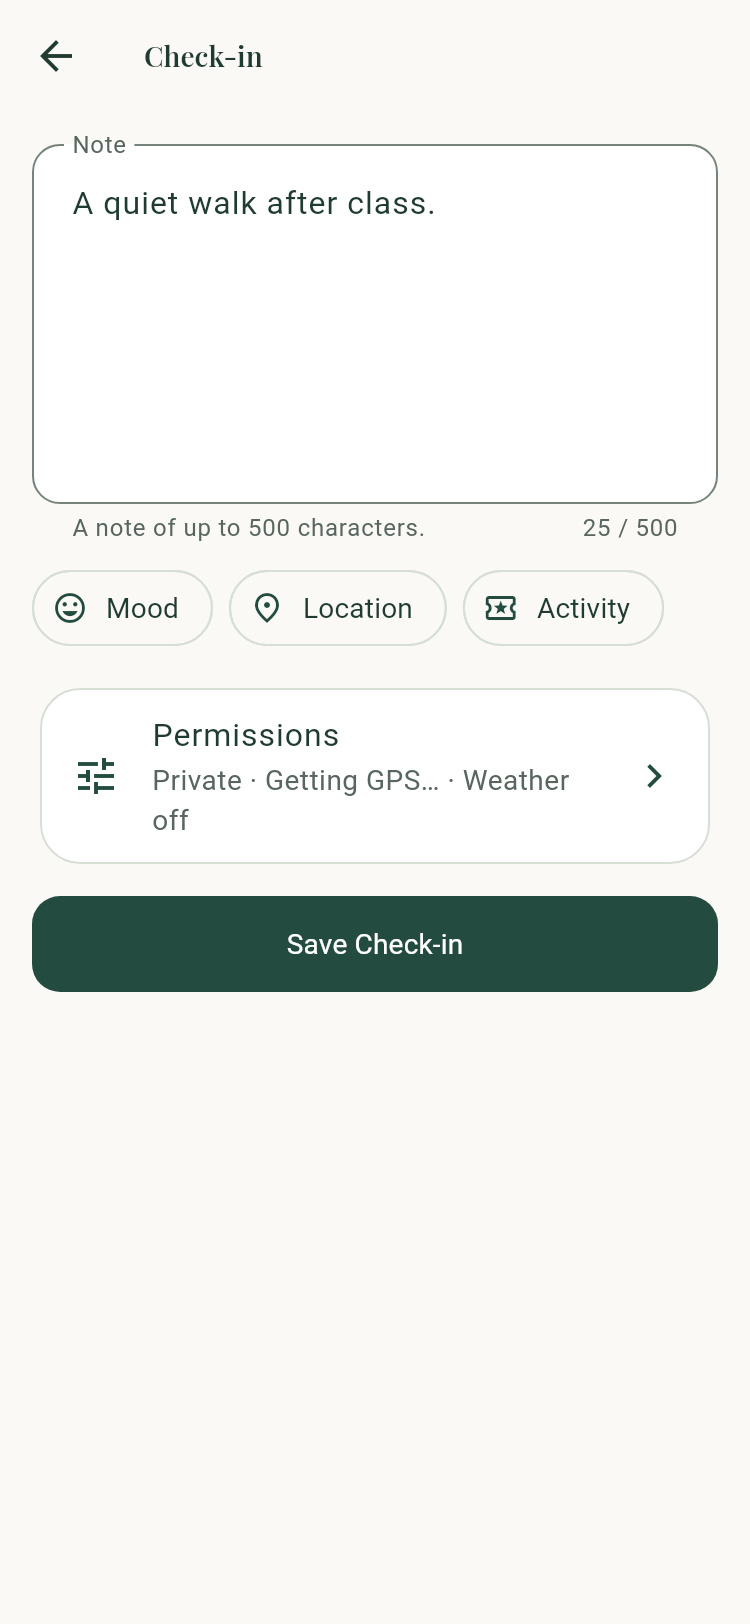 Check-in
Note
A quiet walk after class.
A note of up to 500 characters.
25 / 500
Mood
Location
Activity
Permissions
Private · Getting GPS… · Weather
off
Save Check-in